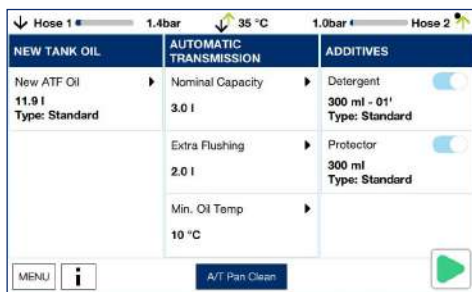 Hose 1 1.4bar 35 °C 1.0bar Hose 2
NEW TANK OIL
New ATF Oil
11.9 l
Type: Standard
AUTOMATIC
TRANSMISSION
Nominal Capacity
3.0 l
Extra Flushing
2.0 l
Min. Oil Temp
10 °C
ADDITIVES
Detergent
300 ml - 01'
Type: Standard
Protector
300 ml
Type: Standard
MENU i A/T Pan Clean